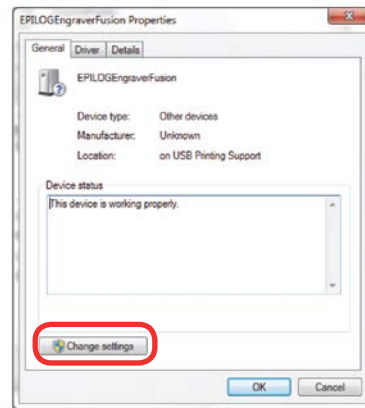 EPILOGEngraverFusion Properties
General Driver Details
EPILOGEngraverFusion
Device type: Other devices
Manufacturer: Unknown
Location: on USB Printing Support
Device status
This device is working properly.
Change settings
OK Cancel